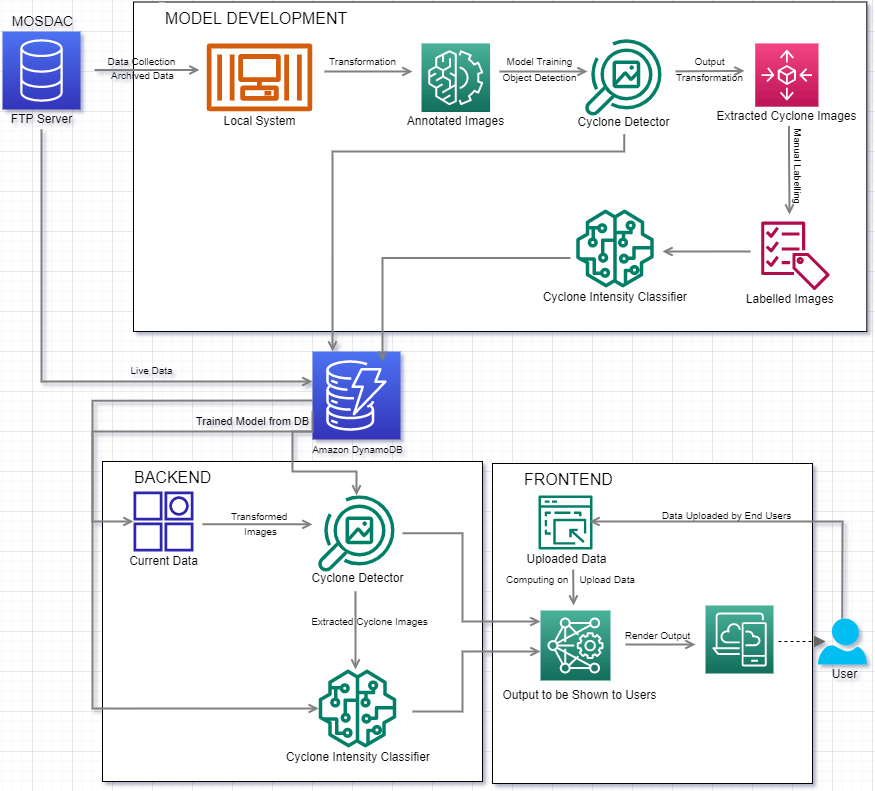 MOSDAC
FTP Server
MODEL DEVELOPMENT
Data Collection
Archived Data
Local System
Transformation
Annotated Images
Model Training
Object Detection
Cyclone Detector
Output
Transformation
Extracted Cyclone Images
Manual Labelling
Labelled Images
Cyclone Intensity Classifier
Live Data
Trained Model from DB
Amazon DynamoDB
BACKEND
Current Data
Transformed
Images
Cyclone Detector
Extracted Cyclone Images
Cyclone Intensity Classifier
FRONTEND
Uploaded Data
Data Uploaded by End Users
Computing on
Upload Data
Output to be Shown to Users
Render Output
User